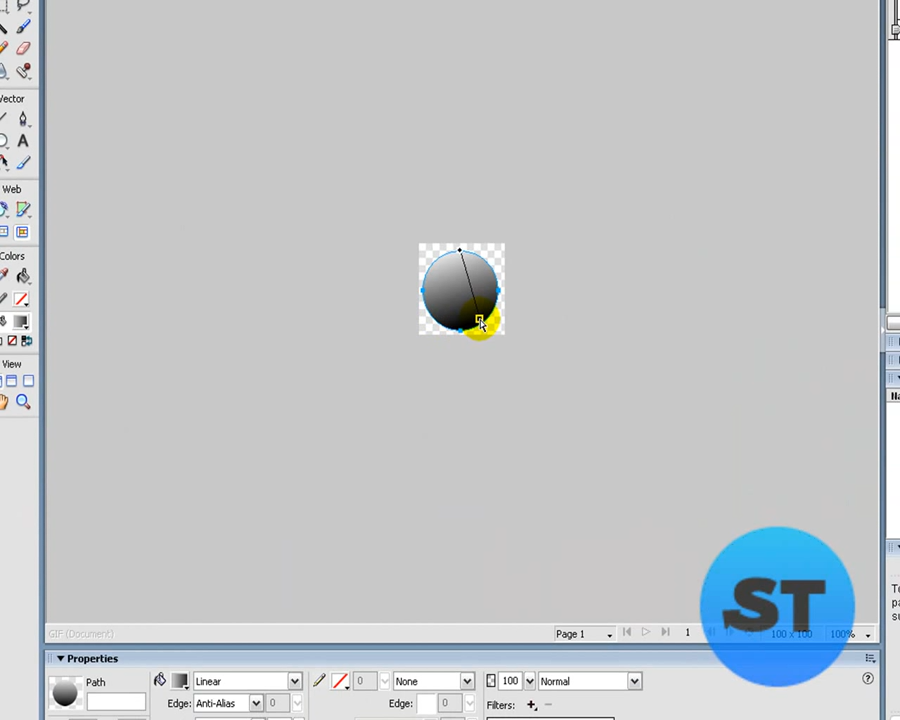 Vector
A
Web
Colors
View
GIF (Document)
Page 1
1
100 x 100
100%
ST
Properties
Path
Linear
0
None
100
Normal
?
Edge:
Anti-Alias
0
Edge:
0
Filters: